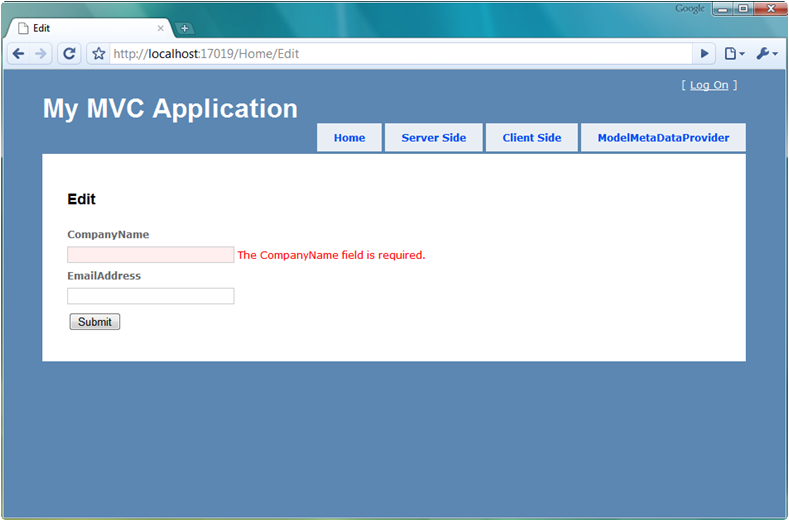 Google
Edit
http://localhost:17019/Home/Edit
[ Log On ]
My MVC Application
Home Server Side Client Side ModelMetaDataProvider
Edit
CompanyName
The CompanyName field is required.
EmailAddress
Submit